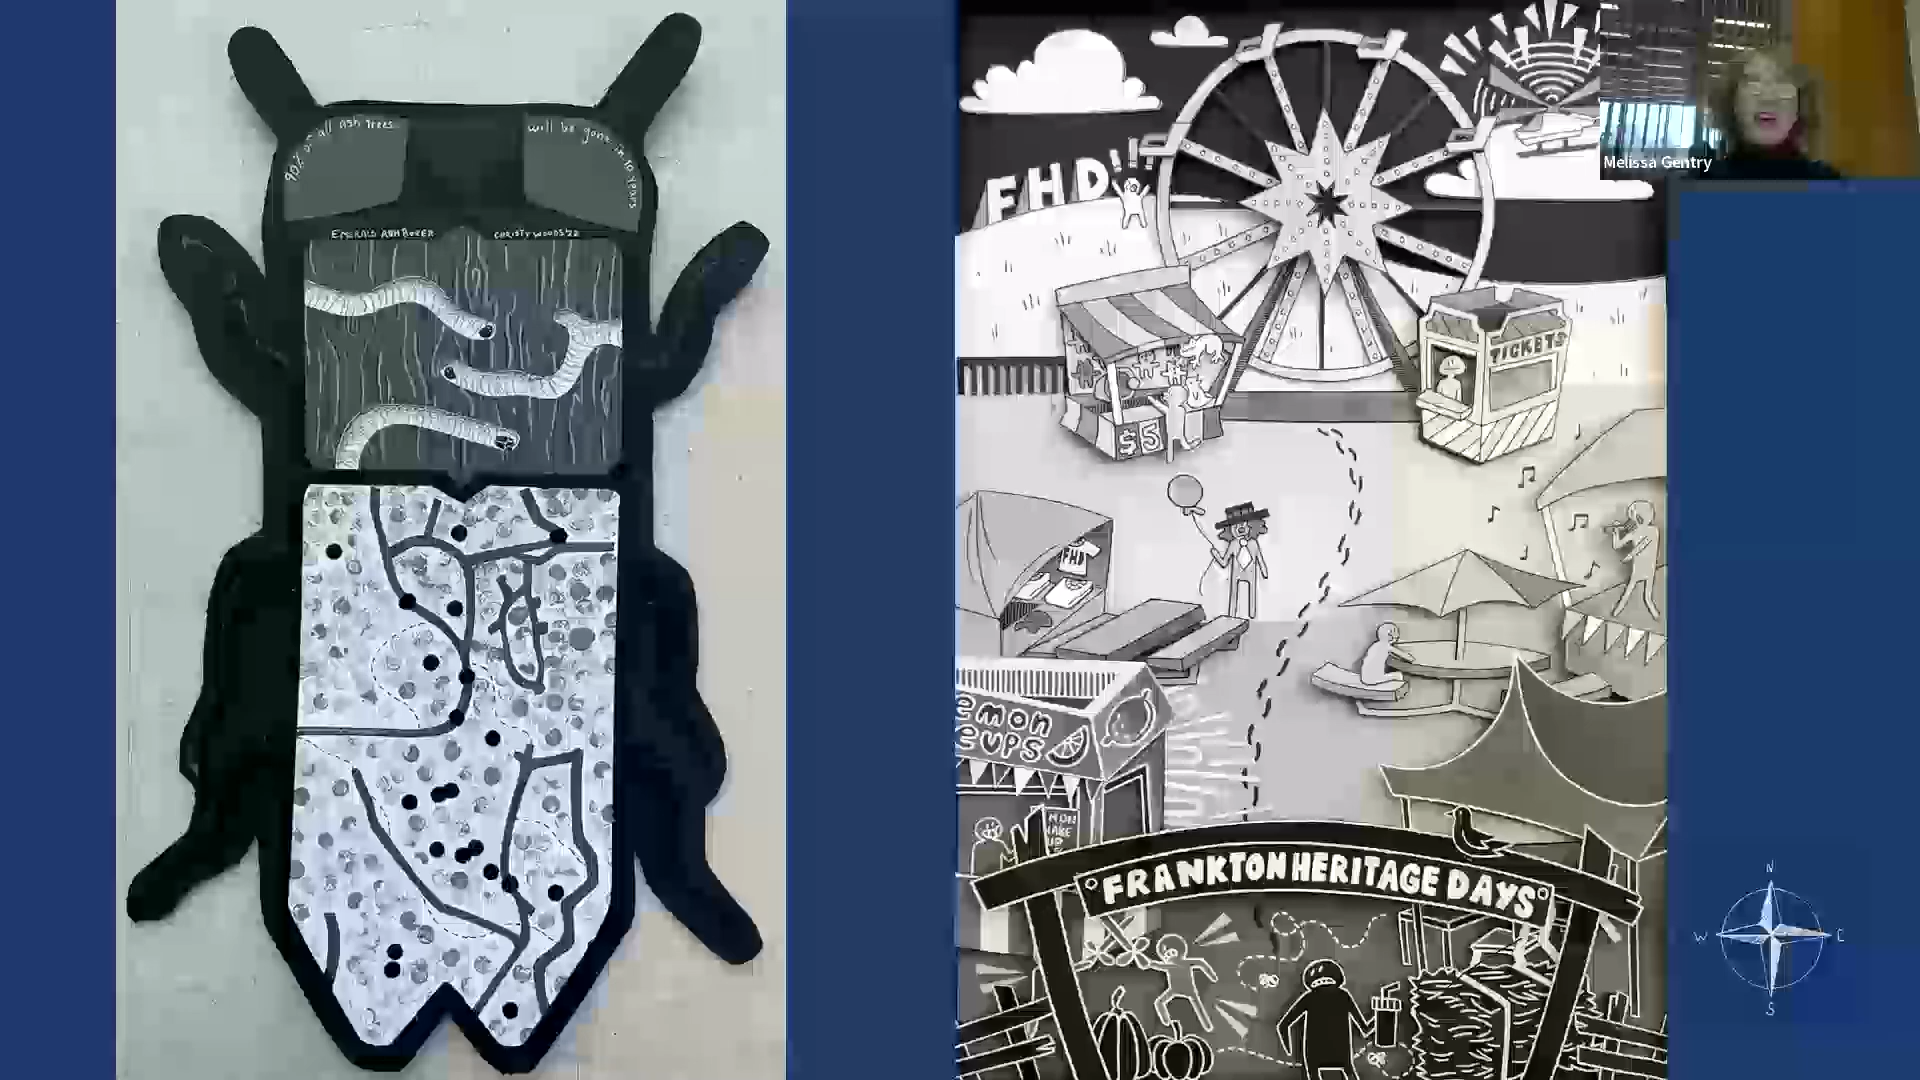 90% of all ash trees
will be gone in 10 years
EMERALD ASH BORER
CHRISTY WOODS '22
FHD!!!
TICKETS
$5
FHD
emon
eups
FRANKTON HERITAGE DAYS
Melissa Gentry
N
W
E
S